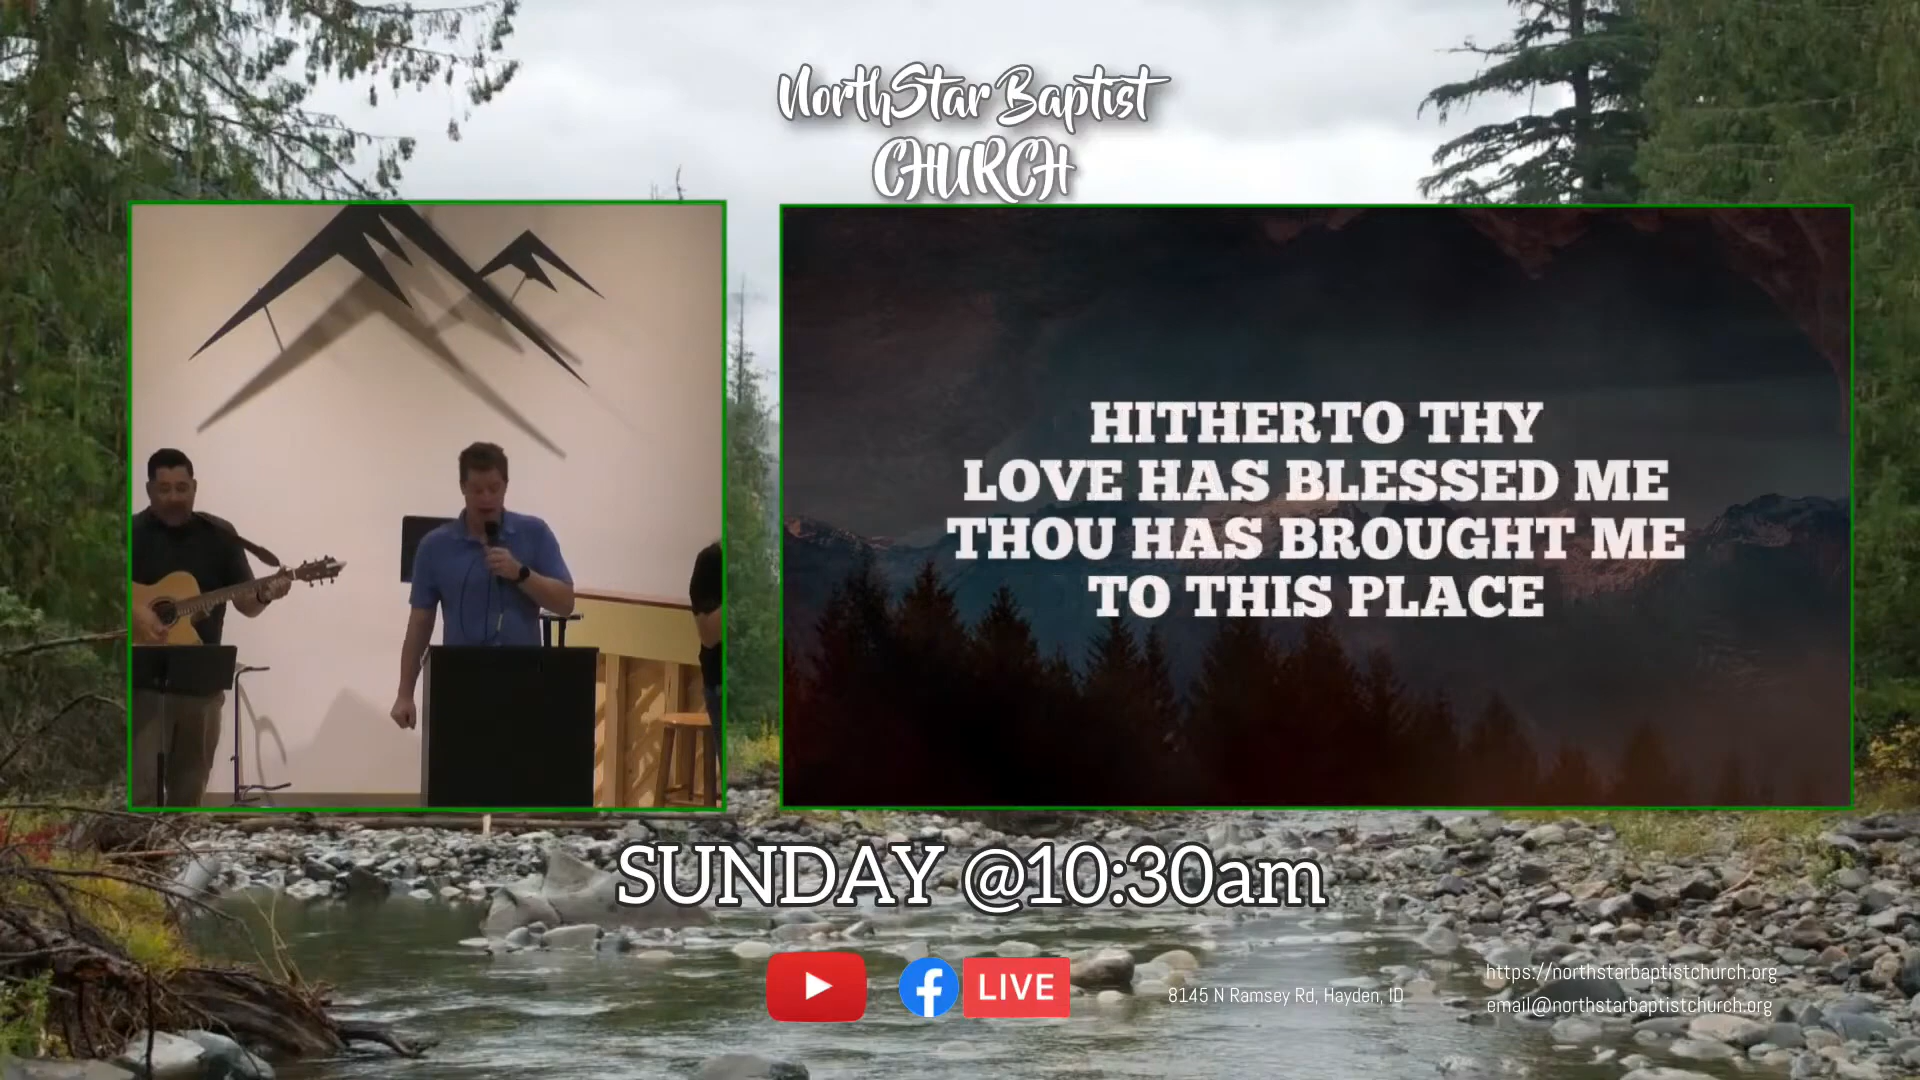 NorthStar Baptist
CHURCH
HITHERTO THY
LOVE HAS BLESSED ME
THOU HAS BROUGHT ME
TO THIS PLACE
SUNDAY @10:30am
LIVE
8145 N Ramsey Rd, Hayden, ID
https://northstarbaptistchurch.org
email@northstarbaptistchurch.org